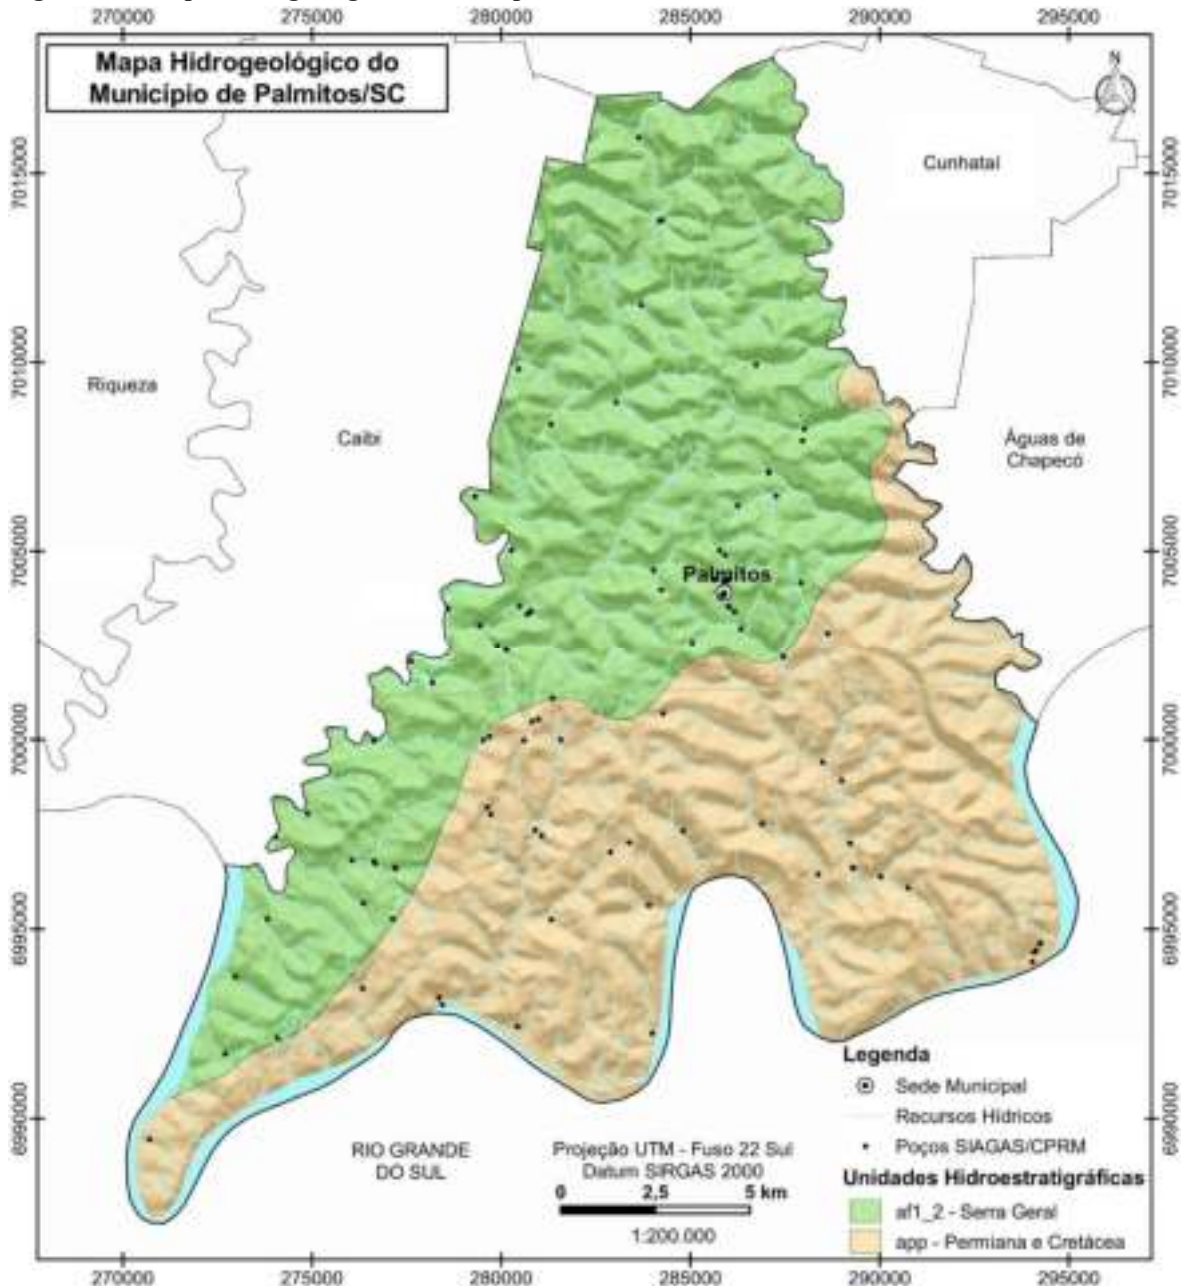 270000 275000 280000 285000 290000 295000
Mapa Hidrogeológico do
Município de Palmitos/SC
N
7015000 7015000
Cunhatal
7010000 7010000
Riqueza
Caibi
Águas de
Chapecó
7005000 7005000
Palmitos
7000000 7000000
6995000 6995000
Legenda
Sede Municipal
Recursos Hídricos
Poços SIAGAS/CPRM
Unidades Hidroestratigráficas
af1_2 - Serra Geral
app - Permiana e Cretácea
6990000 6990000
RIO GRANDE
DO SUL
Projeção UTM - Fuso 22 Sul
Datum SIRGAS 2000
0 2,5 5 km
1:200.000
270000 275000 280000 285000 290000 295000